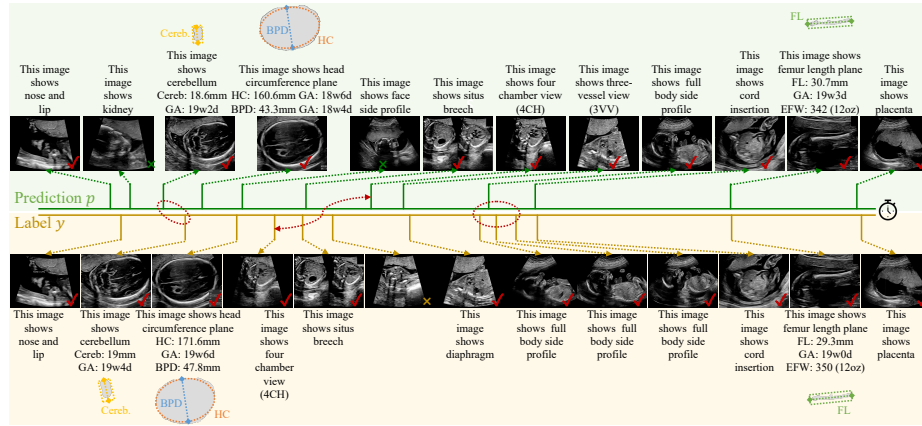 Cereb.
BPD
HC
FL
This image
shows
nose and
lip
This
image
shows
kidney
This image
shows
cerebellum
Cereb: 18.6mm
GA: 19w2d
This image shows head
circumference plane
HC: 160.6mm GA: 18w6d
BPD: 43.3mm GA: 18w4d
This image
shows face
side profile
This image
shows situs
breech
This image
shows four
chamber view
(4CH)
This image
shows three-
vessel view
(3VV)
This image
shows full
body side
profile
This
image is
shows
cord
insertion
This image shows
femur length plane
FL: 30.7mm
GA: 19w3d
EFW: 342 (12oz)
This
image
shows
placenta
Prediction p
Label y
This image
shows
nose and
lip
This
image
shows
cerebellum
Cereb: 19mm
GA: 19w4d
This image shows head
circumference plane
HC: 171.6mm
GA: 19w6d
BPD: 47.8mm
This
image
shows
four
chamber
view
(4CH)
This image
shows situs
breech
This
image
shows
diaphragm
This image
shows full
body side
profile
This image
shows full
body side
profile
This image
shows full
body side
profile
This
image
shows
cord
insertion
This image shows
femur length plane
FL: 29.3mm
GA: 19w0d
EFW: 350 (12oz)
This
image
shows
placenta
Cereb.
BPD
HC
FL